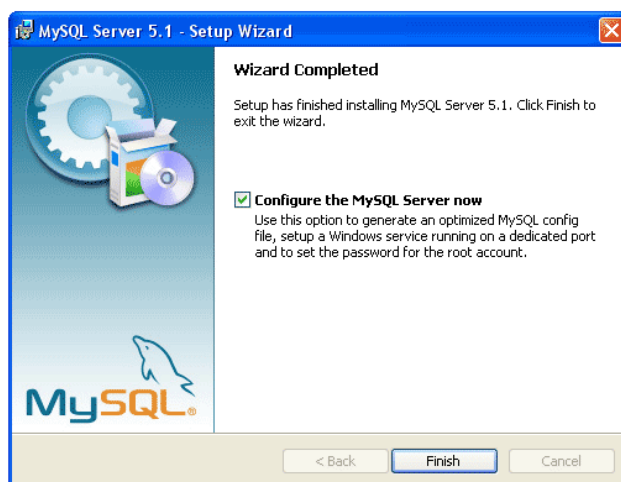 MySQL Server 5.1 - Setup Wizard
Wizard Completed
Setup has finished installing MySQL Server 5.1. Click Finish to
exit the wizard.
Configure the MySQL Server now
Use this option to generate an optimized MySQL config
file, setup a Windows service running on a dedicated port
and to set the password for the root account.
MySQL®
< Back
Finish
Cancel